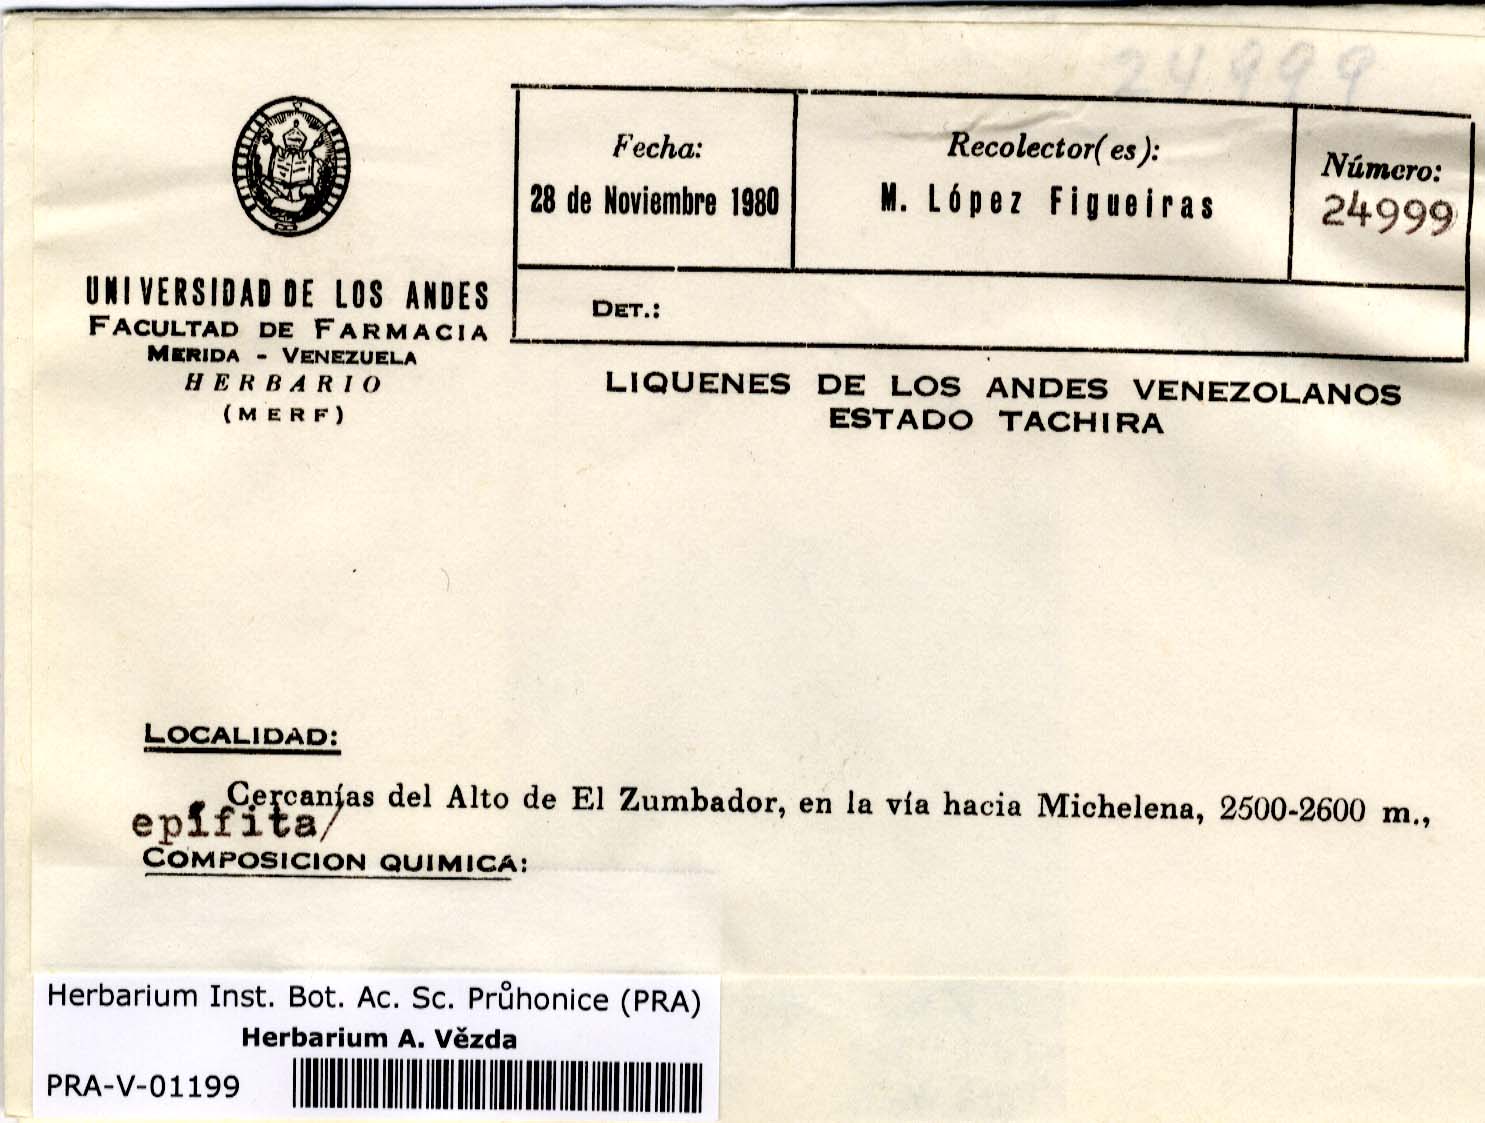 24999
Fecha:
28 de Noviembre 1980
Recolector(es):
M. López Figueiras
Número:
24999
DET.:
UNIVERSIDAD DE LOS ANDES
FACULTAD DE FARMACIA
MERIDA - VENEZUELA
HERBARIO
(MERF)
LIQUENES DE LOS ANDES VENEZOLANOS
ESTADO TACHIRA
LOCALIDAD:
Cercanías del Alto de El Zumbador, en la vía hacia Michelena, 2500-2600 m.,
epífita/
COMPOSICION QUIMICA:
Herbarium Inst. Bot. Ac. Sc. Průhonice (PRA)
Herbarium A. Vězda
PRA-V-01199